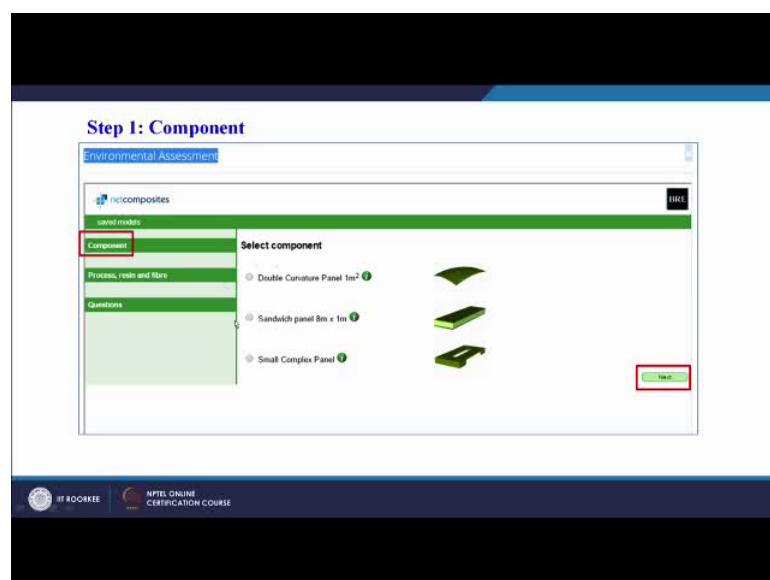 Step 1: Component
Environmental Assessment
netcomposites
BRE
saved models
Component
Select component
Process, resin and fibre
Double Curvature Panel 1m²
Questions
Sandwich panel 8m x 1m
Small Complex Panel
Next
IIT ROORKEE
NPTEL ONLINE
CERTIFICATION COURSE